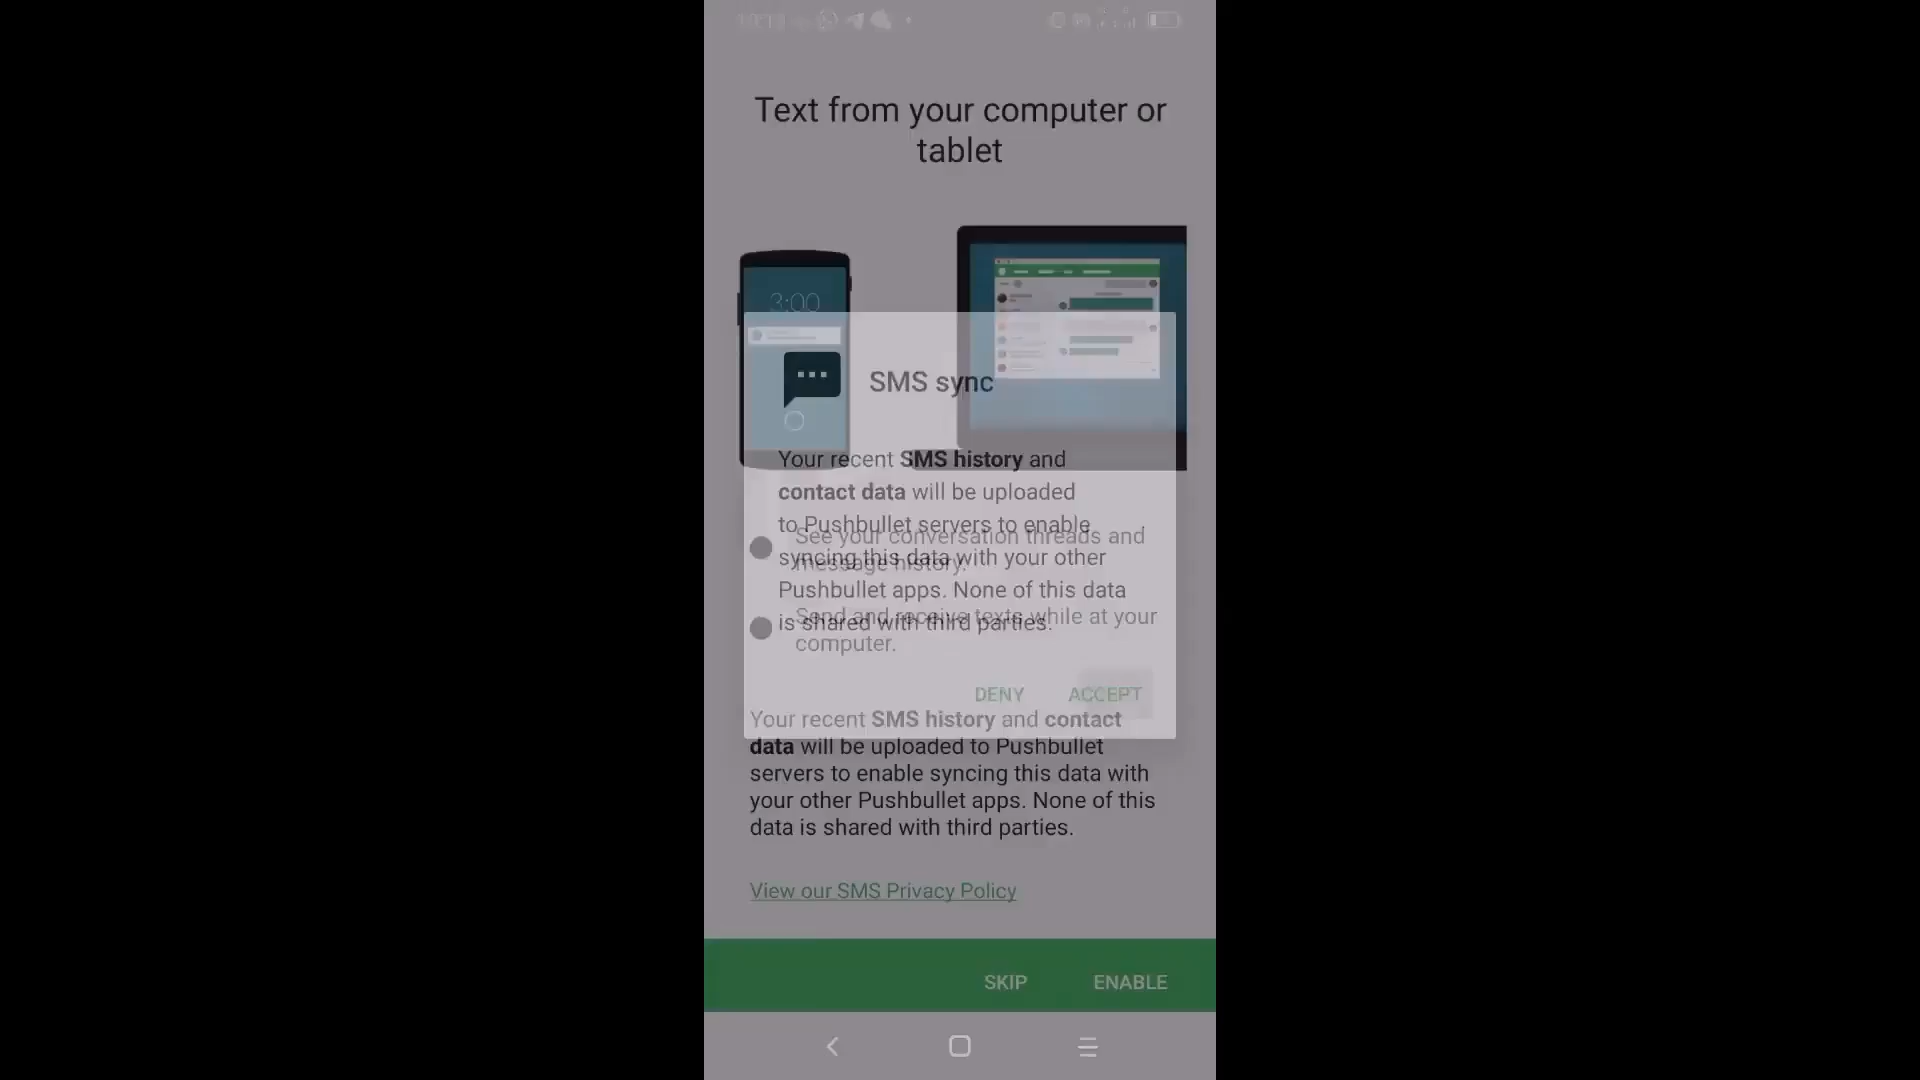 Text from your computer or
tablet
3:00
SMS sync
Your recent SMS history and
contact data will be uploaded
to Pushbullet servers to enable
syncing this data with your other
Pushbullet apps. None of this data
is shared with third parties.
DENY ACCEPT
See your conversation threads and
message history.
Send and receive texts while at your
computer.
Your recent SMS history and contact
data will be uploaded to Pushbullet
servers to enable syncing this data with
your other Pushbullet apps. None of this
data is shared with third parties.
View our SMS Privacy Policy
SKIP ENABLE